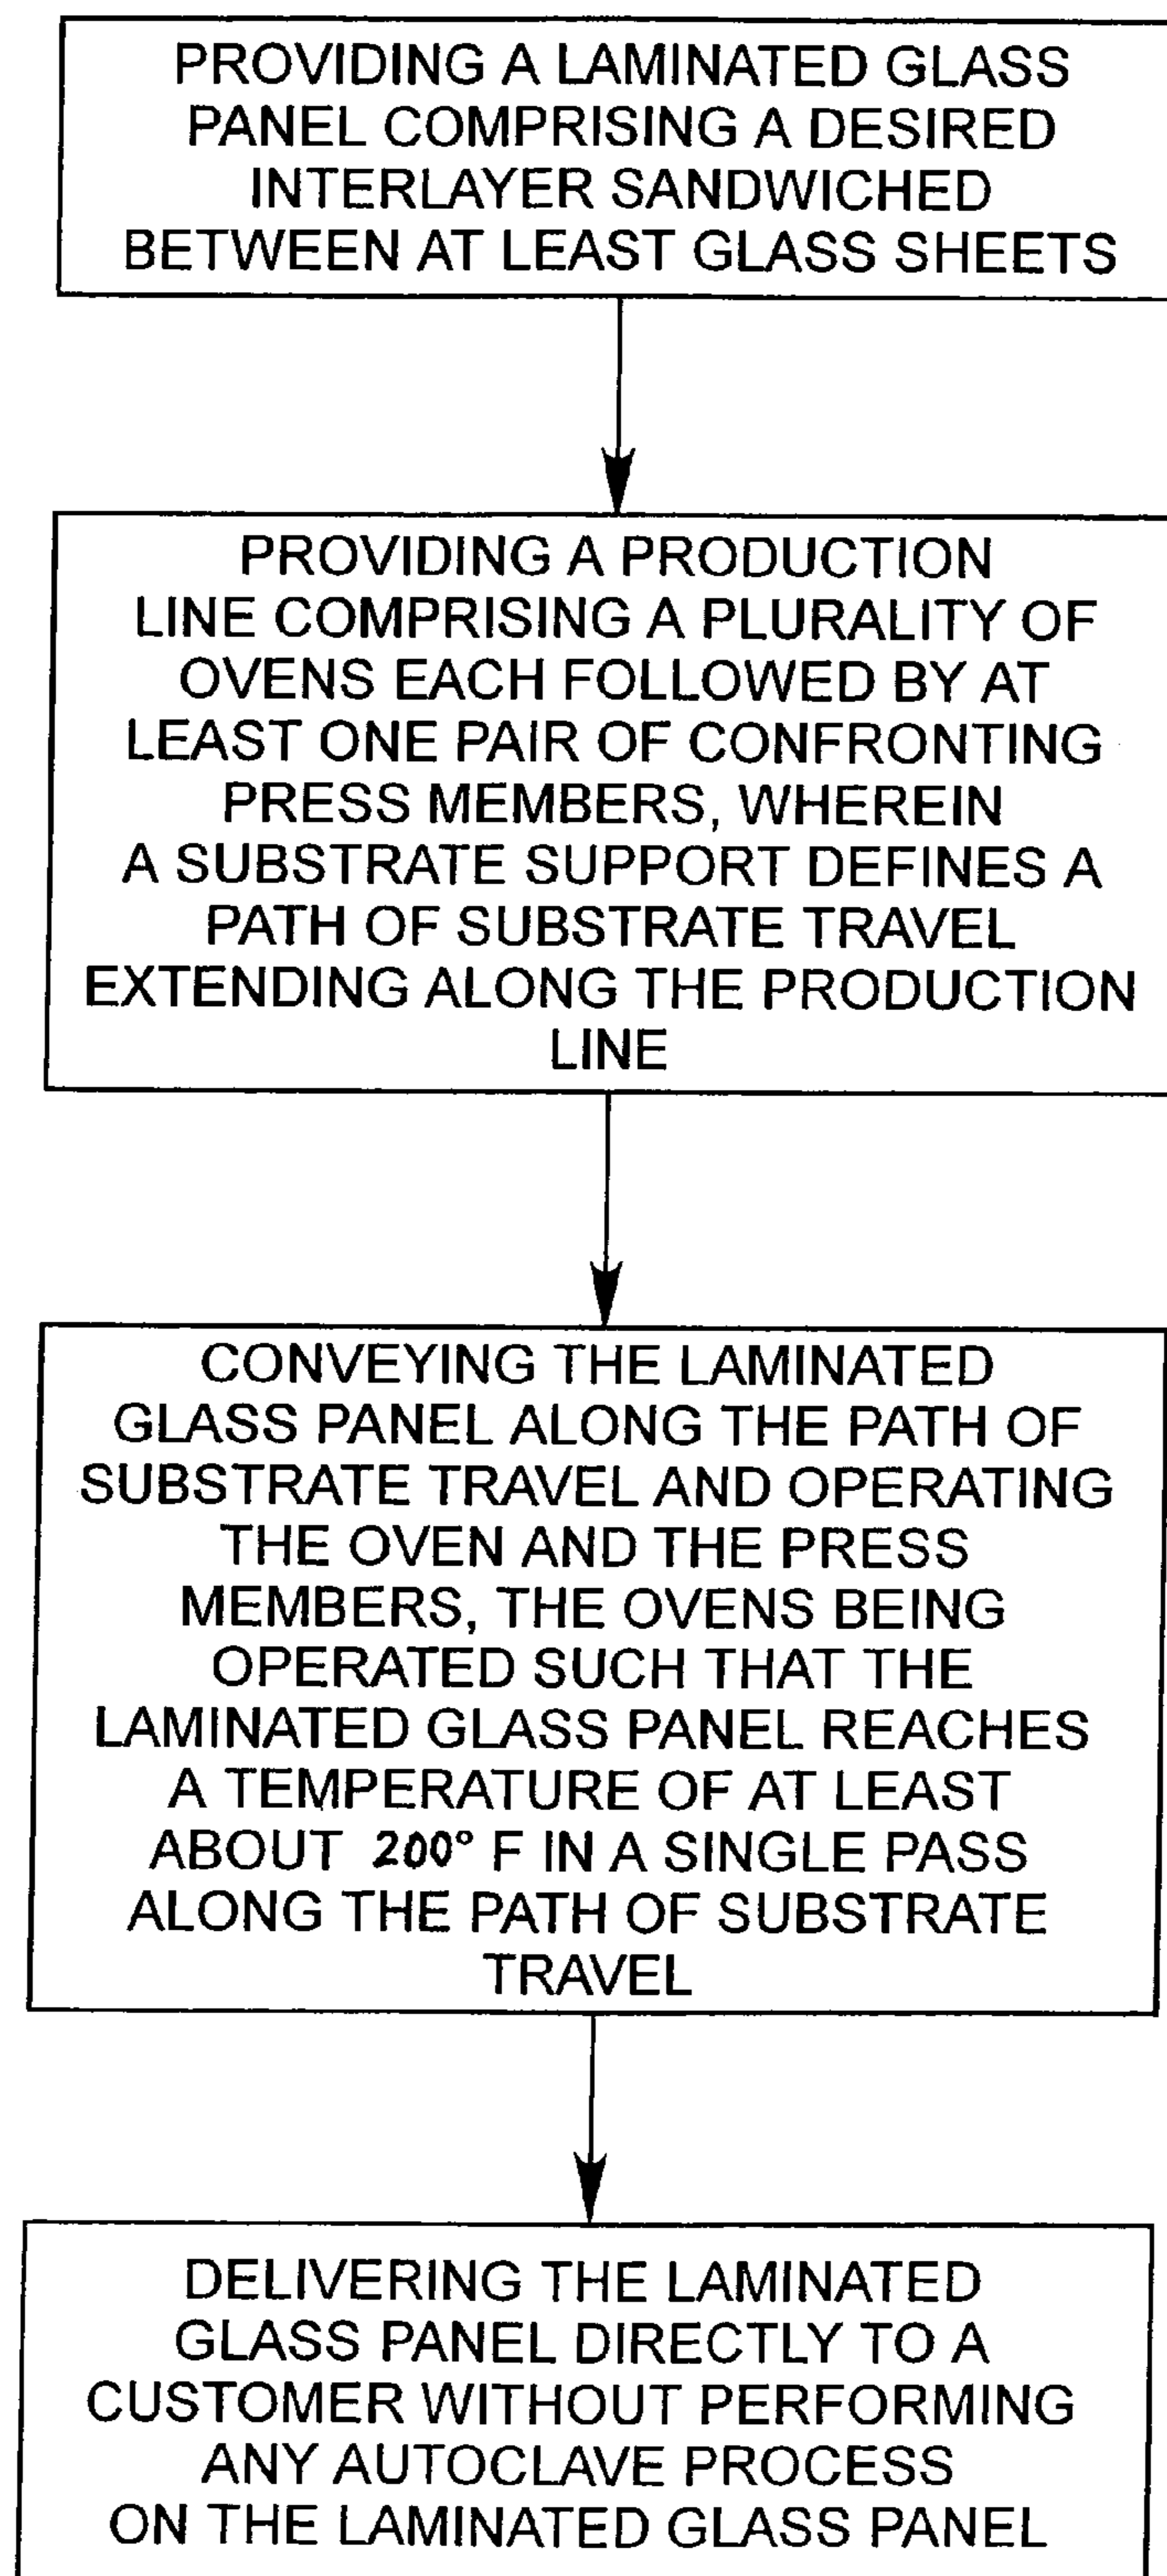 PROVIDING A LAMINATED GLASS
PANEL COMPRISING A DESIRED
INTERLAYER SANDWICHED
BETWEEN AT LEAST GLASS SHEETS
PROVIDING A PRODUCTION
LINE COMPRISING A PLURALITY OF
OVENS EACH FOLLOWED BY AT
LEAST ONE PAIR OF CONFRONTING
PRESS MEMBERS, WHEREIN
A SUBSTRATE SUPPORT DEFINES A
PATH OF SUBSTRATE TRAVEL
EXTENDING ALONG THE PRODUCTION
LINE
CONVEYING THE LAMINATED
GLASS PANEL ALONG THE PATH OF
SUBSTRATE TRAVEL AND OPERATING
THE OVEN AND THE PRESS
MEMBERS, THE OVENS BEING
OPERATED SUCH THAT THE
LAMINATED GLASS PANEL REACHES
A TEMPERATURE OF AT LEAST
ABOUT 200° F IN A SINGLE PASS
ALONG THE PATH OF SUBSTRATE
TRAVEL
DELIVERING THE LAMINATED
GLASS PANEL DIRECTLY TO A
CUSTOMER WITHOUT PERFORMING
ANY AUTOCLAVE PROCESS
ON THE LAMINATED GLASS PANEL